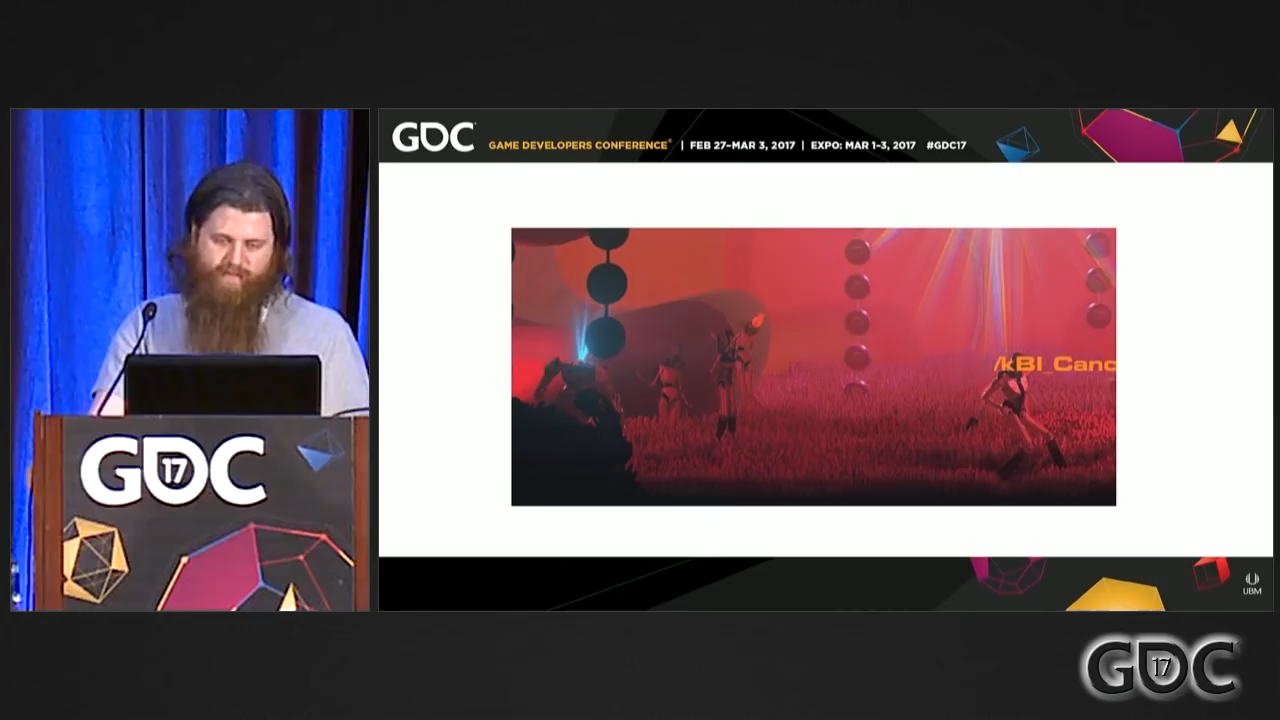 GDC GAME DEVELOPERS CONFERENCE® | FEB 27–MAR 3, 2017 | EXPO: MAR 1–3, 2017 #GDC17
/kBI_Canc
GDC
17
UBM
GDC
17